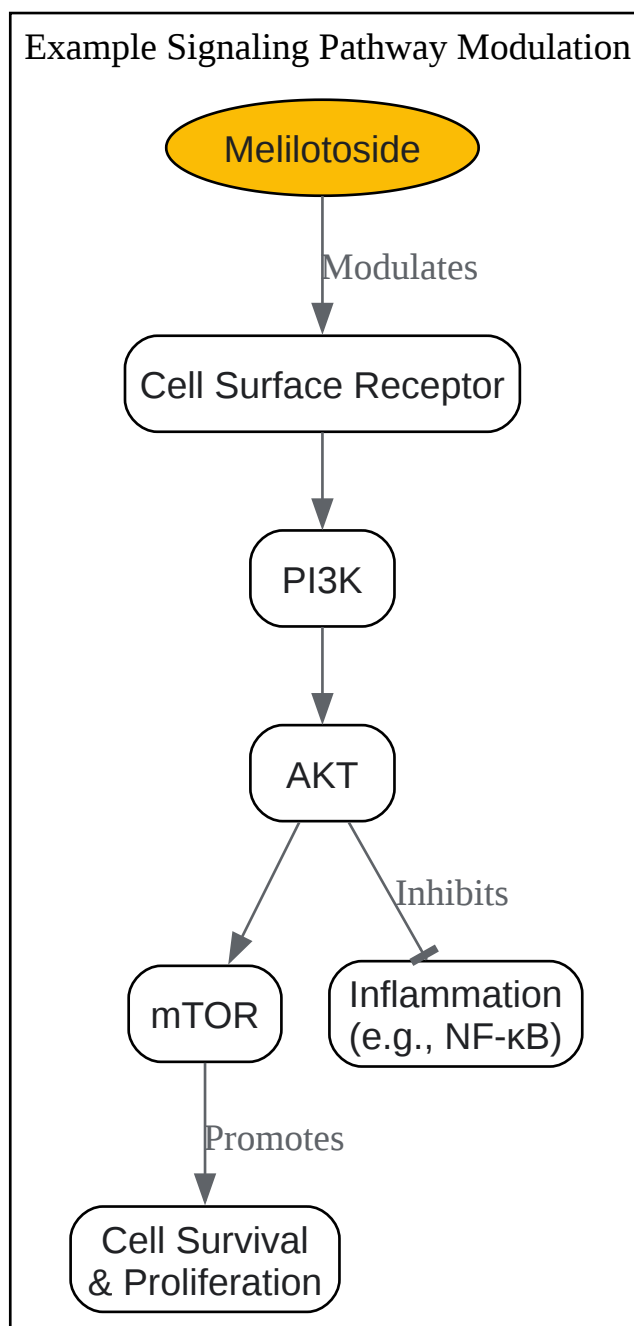 Example Signaling Pathway Modulation
Melilotoside
Modulates
Cell Surface Receptor
PI3K
AKT
Inhibits
mTOR
Inflammation
(e.g., NF-κB)
Promotes
Cell Survival
& Proliferation